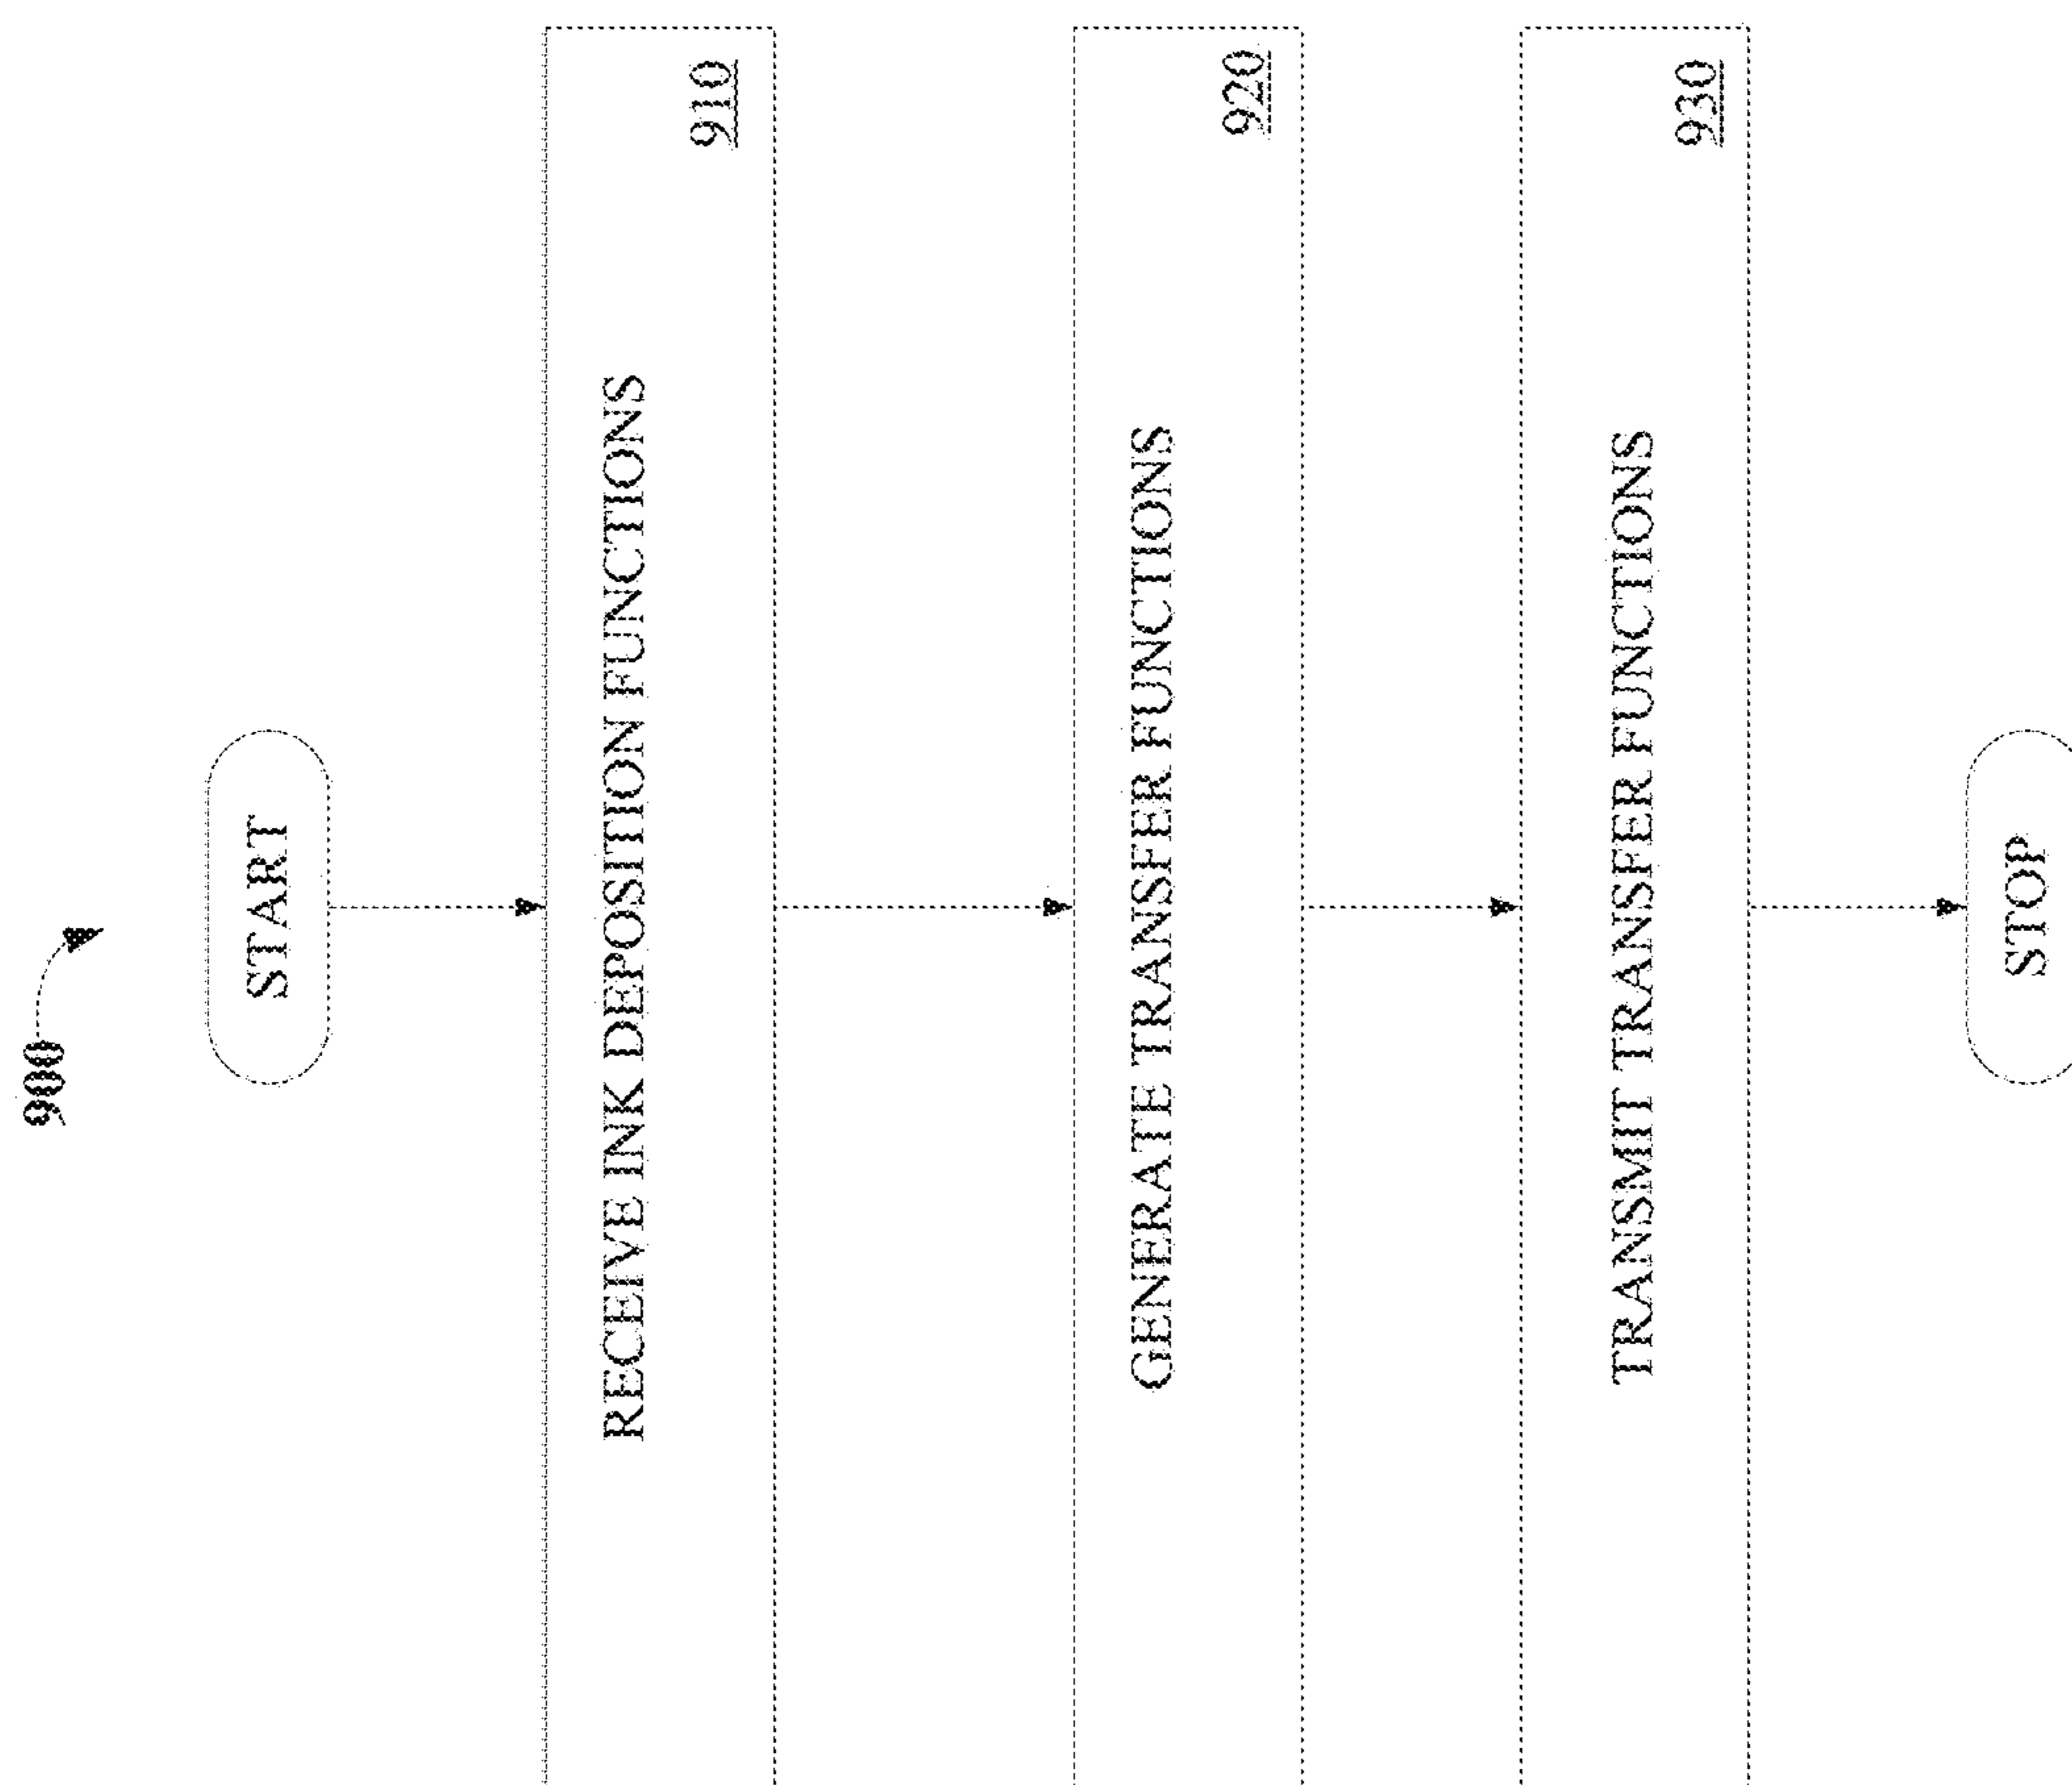 900
START
RECEIVE INK DEPOSITION FUNCTIONS
910
GENERATE TRANSFER FUNCTIONS
920
TRANSMIT TRANSFER FUNCTIONS
930
STOP